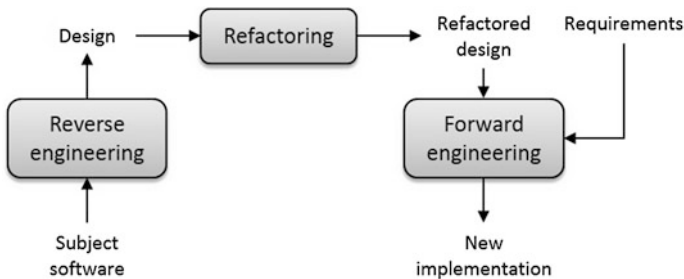 Design
Refactoring
Refactored
design
Requirements
Reverse
engineering
Forward
engineering
Subject
software
New
implementation